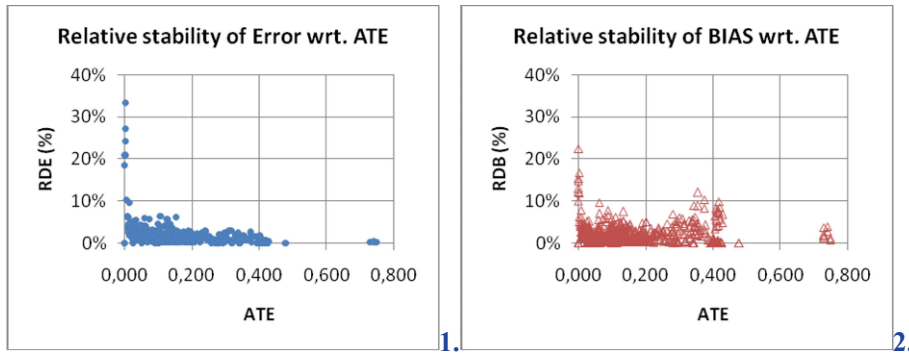 Relative stability of Error wrt. ATE
40%
30%
20%
10%
0%
RDE (%)
0,000 0,200 0,400 0,600 0,800
ATE
1.
Relative stability of BIAS wrt. ATE
40%
30%
20%
10%
0%
RDB (%)
0,000 0,200 0,400 0,600 0,800
ATE
2.